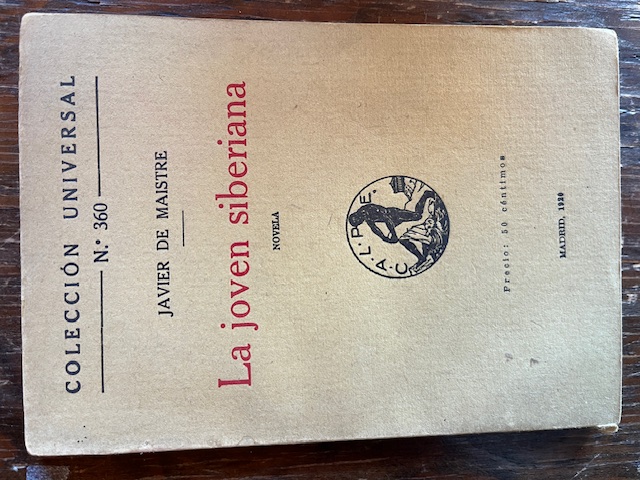 COLECCIÓN UNIVERSAL
N.º 360
JAVIER DE MAISTRE
La joven siberiana
NOVELA
C.A.L.P.E.
Precio: 50 céntimos
MADRID, 1920